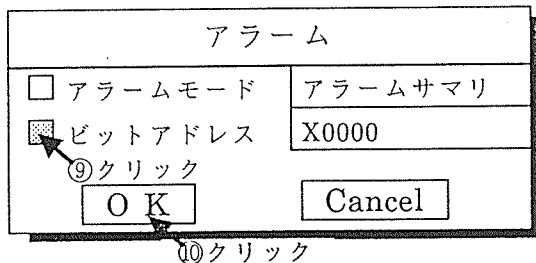 アラーム
アラームモード アラームサマリ
ビットアドレス X0000
⑨クリック
OK Cancel
⑩クリック